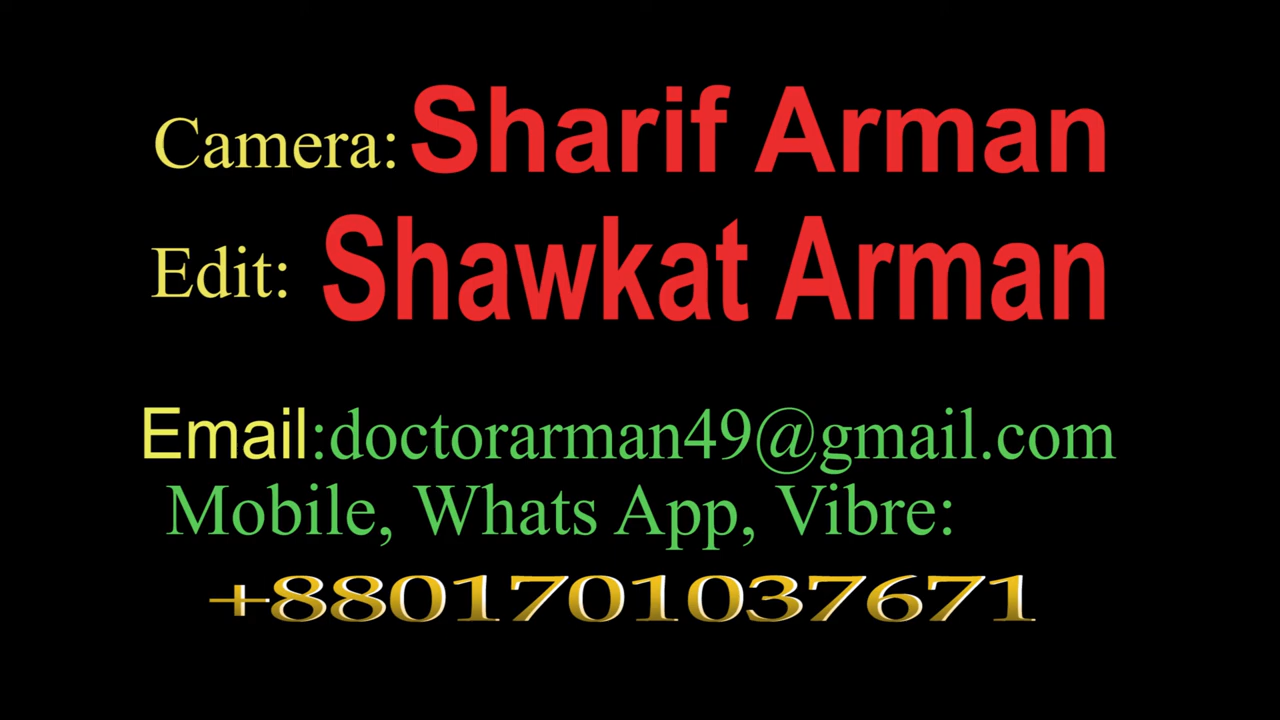 Camera: Sharif Arman
Edit: Shawkat Arman
Email:doctorarman49@gmail.com
Mobile, Whats App, Vibre:
+8801701037671